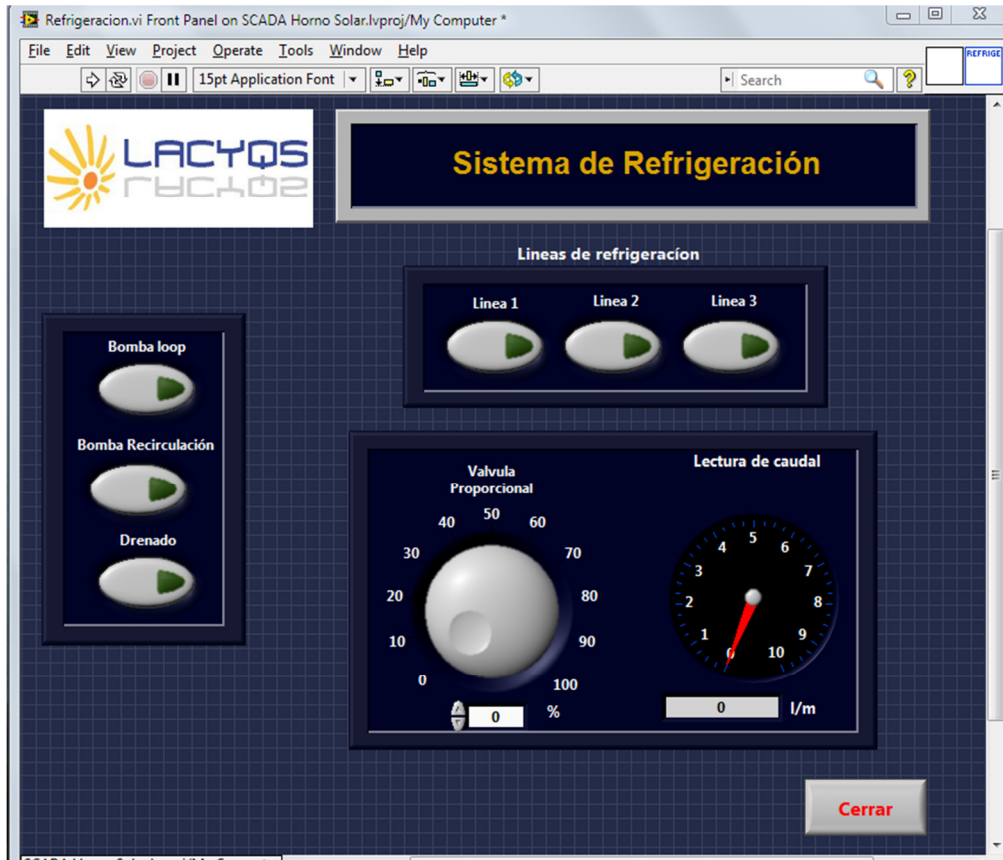 Refrigeracion.vi Front Panel on SCADA Horno Solar.lvproj/My Computer *
File Edit View Project Operate Tools Window Help
15pt Application Font
Search
REFRIGE
LACYQS
Sistema de Refrigeración
Lineas de refrigeracíon
Linea 1 Linea 2 Linea 3
Bomba loop
Bomba Recirculación
Drenado
Valvula
Proporcional
0 10 20 30 40 50 60 70 80 90 100
0 %
Lectura de caudal
0 1 2 3 4 5 6 7 8 9 10
0 l/m
Cerrar